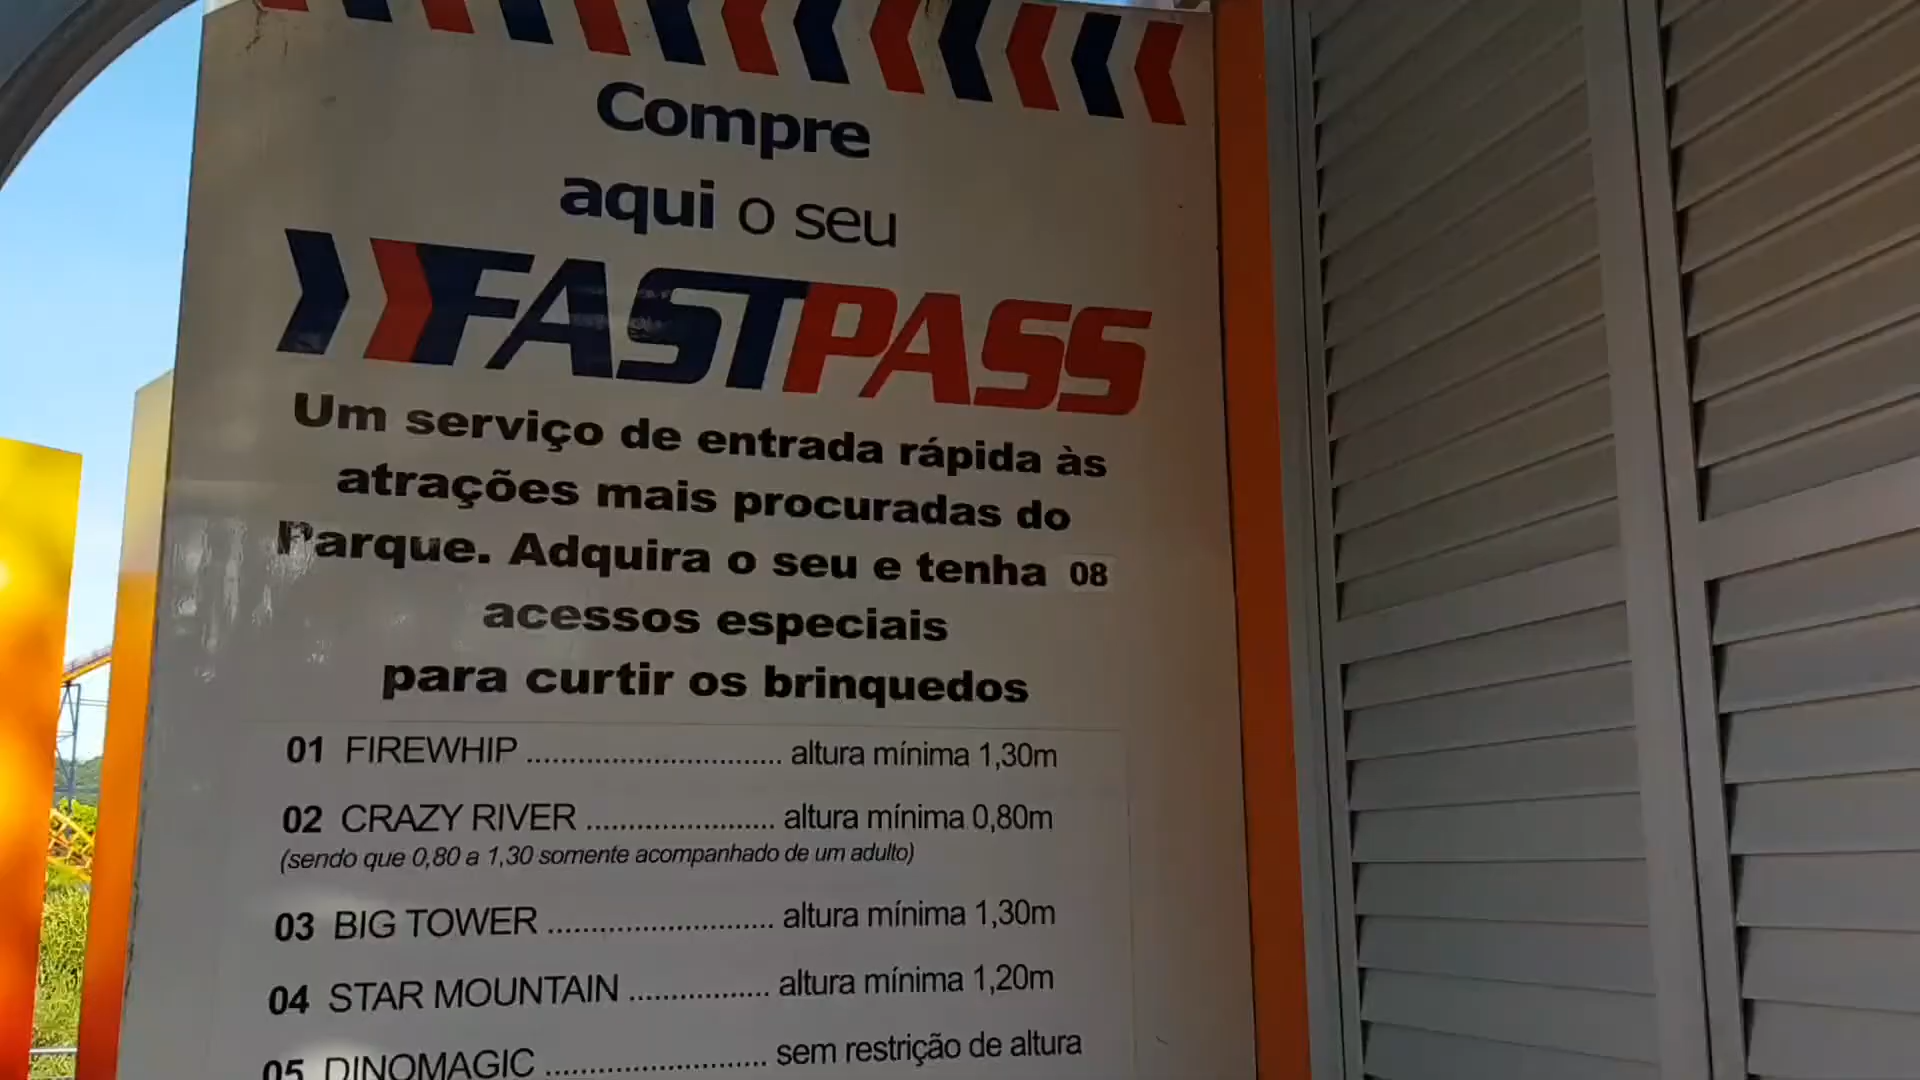 Compre
aqui o seu
FASTPASS
Um serviço de entrada rápida às
atrações mais procuradas do
Parque. Adquira o seu e tenha 08
acessos especiais
para curtir os brinquedos
01 FIREWHIP .............................. altura mínima 1,30m
02 CRAZY RIVER ...................... altura mínima 0,80m
(sendo que 0,80 a 1,30 somente acompanhado de um adulto)
03 BIG TOWER .......................... altura mínima 1,30m
04 STAR MOUNTAIN ................. altura mínima 1,20m
05 DINOMAGIC .......................... sem restrição de altura